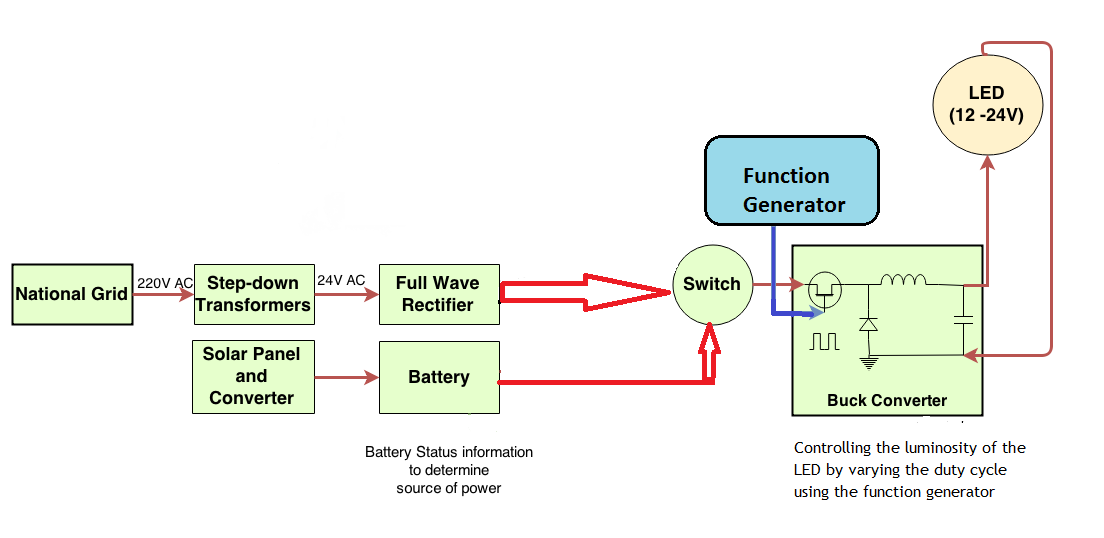 LED
(12 -24V)
Function
Generator
National Grid
220V AC
Step-down
Transformers
24V AC
Full Wave
Rectifier
Switch
Solar Panel
and
Converter
Battery
Buck Converter
Battery Status information
to determine
source of power
Controlling the luminosity of the
LED by varying the duty cycle
using the function generator